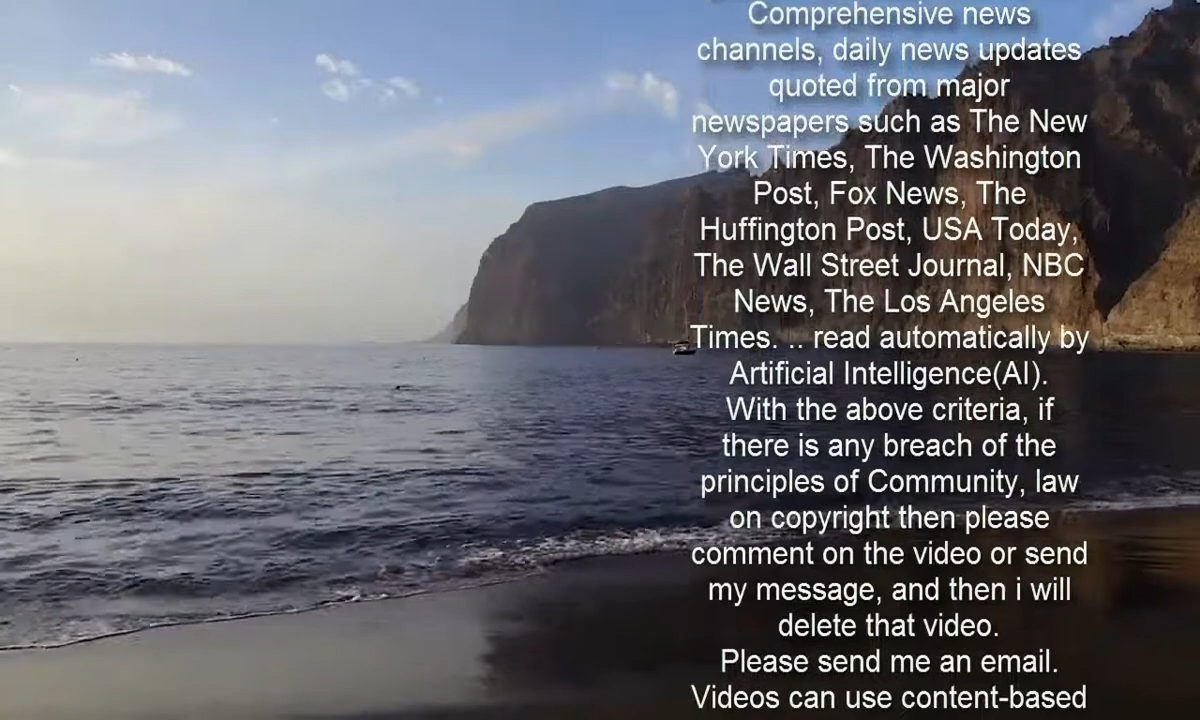 Comprehensive news
channels, daily news updates
quoted from major
newspapers such as The New
York Times, The Washington
Post, Fox News, The
Huffington Post, USA Today,
The Wall Street Journal, NBC
News, The Los Angeles
Times. .. read automatically by
Artificial Intelligence(AI).
With the above criteria, if
there is any breach of the
principles of Community, law
on copyright then please
comment on the video or send
my message, and then i will
delete that video.
Please send me an email.
Videos can use content-based